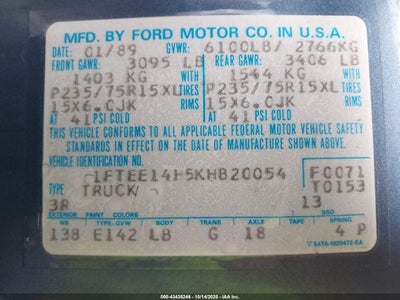 MFD. BY FORD MOTOR CO. IN U.S.A.
DATE: 01/89 GVWR: 6100LB/ 2766KG
FRONT GAWR: 3095 LB REAR GAWR: 3406 LB
1403 KG WITH 1544 KG WITH
P235/75R15XL TIRES P235/75R15XL TIRES
15X6.0JK RIMS 15X6.0JK RIMS
AT 41 PSI COLD AT 41 PSI COLD
THIS VEHICLE CONFORMS TO ALL APPLICABLE FEDERAL MOTOR VEHICLE SAFETY
STANDARDS IN EFFECT ON THE DATE OF MANUFACTURE SHOWN ABOVE.
VEHICLE IDENTIFICATION NO.
1FTEE14H5KHB20054 F0071
TYPE TRUCK T0153
3R 13
EXTERIOR PAINT COLORS DSO
WB TYPE-GVW BODY TRANS AXLE TAPE SPRING
138 E142 LB G 18 4 P
E4TA-1520472-EA
000-43435246 - 10/14/2025 - IAA, Inc.